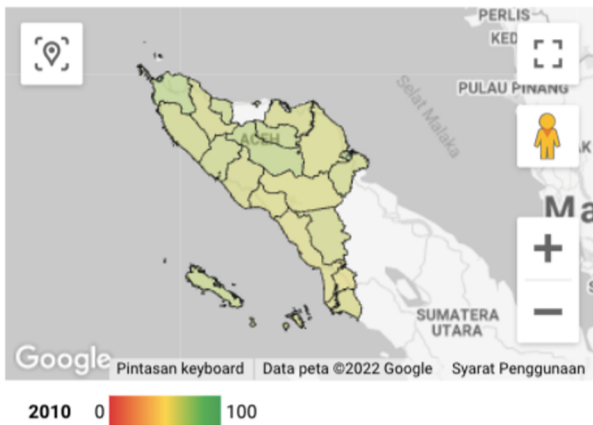 PERLIS
KED
PULAU PINANG
Selat Malaka
ACEH
AK
Ma
SUMATERA
UTARA
Google
Pintasan keyboard
Data peta ©2022 Google
Syarat Penggunaan
2010 0 100